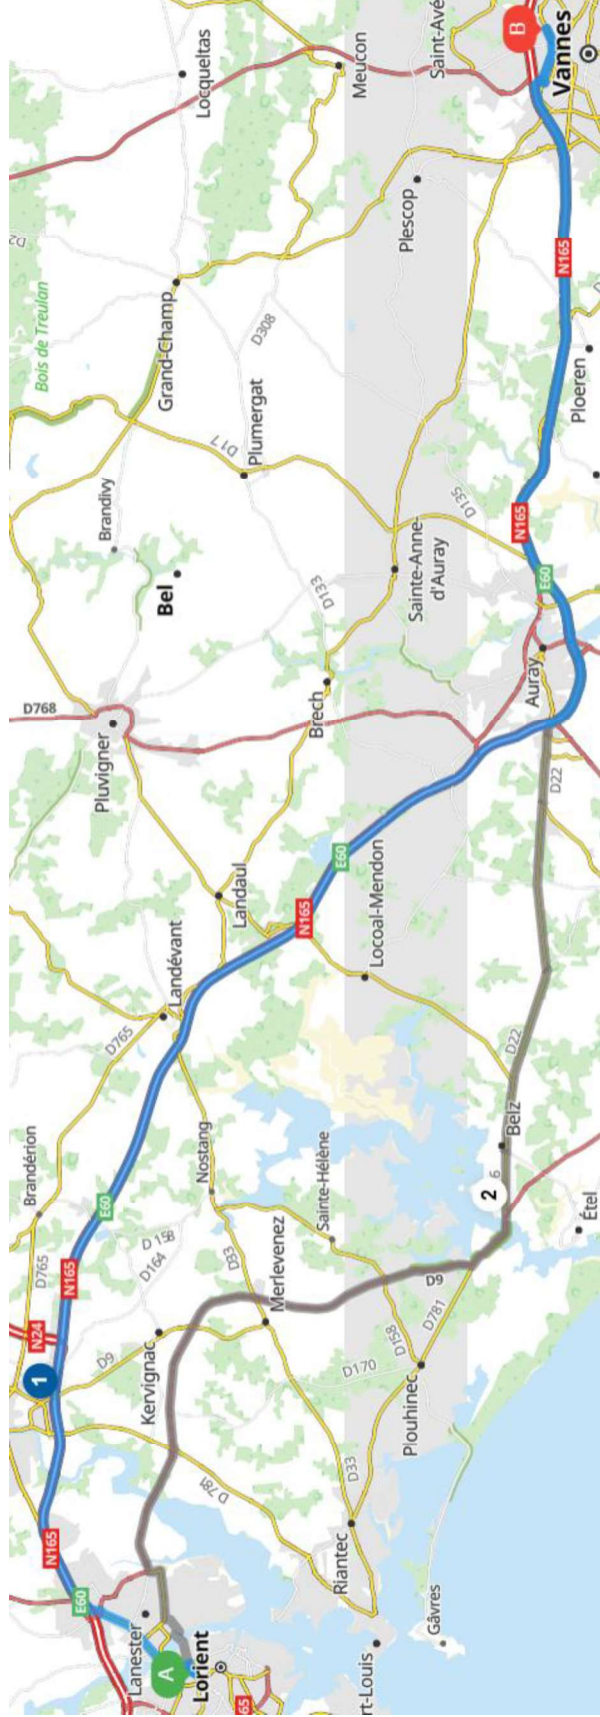 D768
N24
Brandérion
Bois de Treulan
1
D765
N165
N165
E60
E60
D765
Pluvigner
Brandivy
Lanester
Kervignac
D9
D164
D158
Landévant
Bel
Grand-Champ
A
Lorient
D781
Nostang
Locqueltas
D33
Landaul
D17
Plumergat
D308
Merlevenez
N165
Brech
D133
Sainte-Hélène
Riantec
D33
D170
E60
Meucon
rt-Louis
D158
Locoal-Mendon
Plouhinec
Sainte-Anne-
d'Auray
Plescop
Gâvres
D781
D9
Saint-Avé
D135
2
6
Belz
D22
Auray
N165
B
E60
D22
N165
Vannes
Étel
Ploeren
65